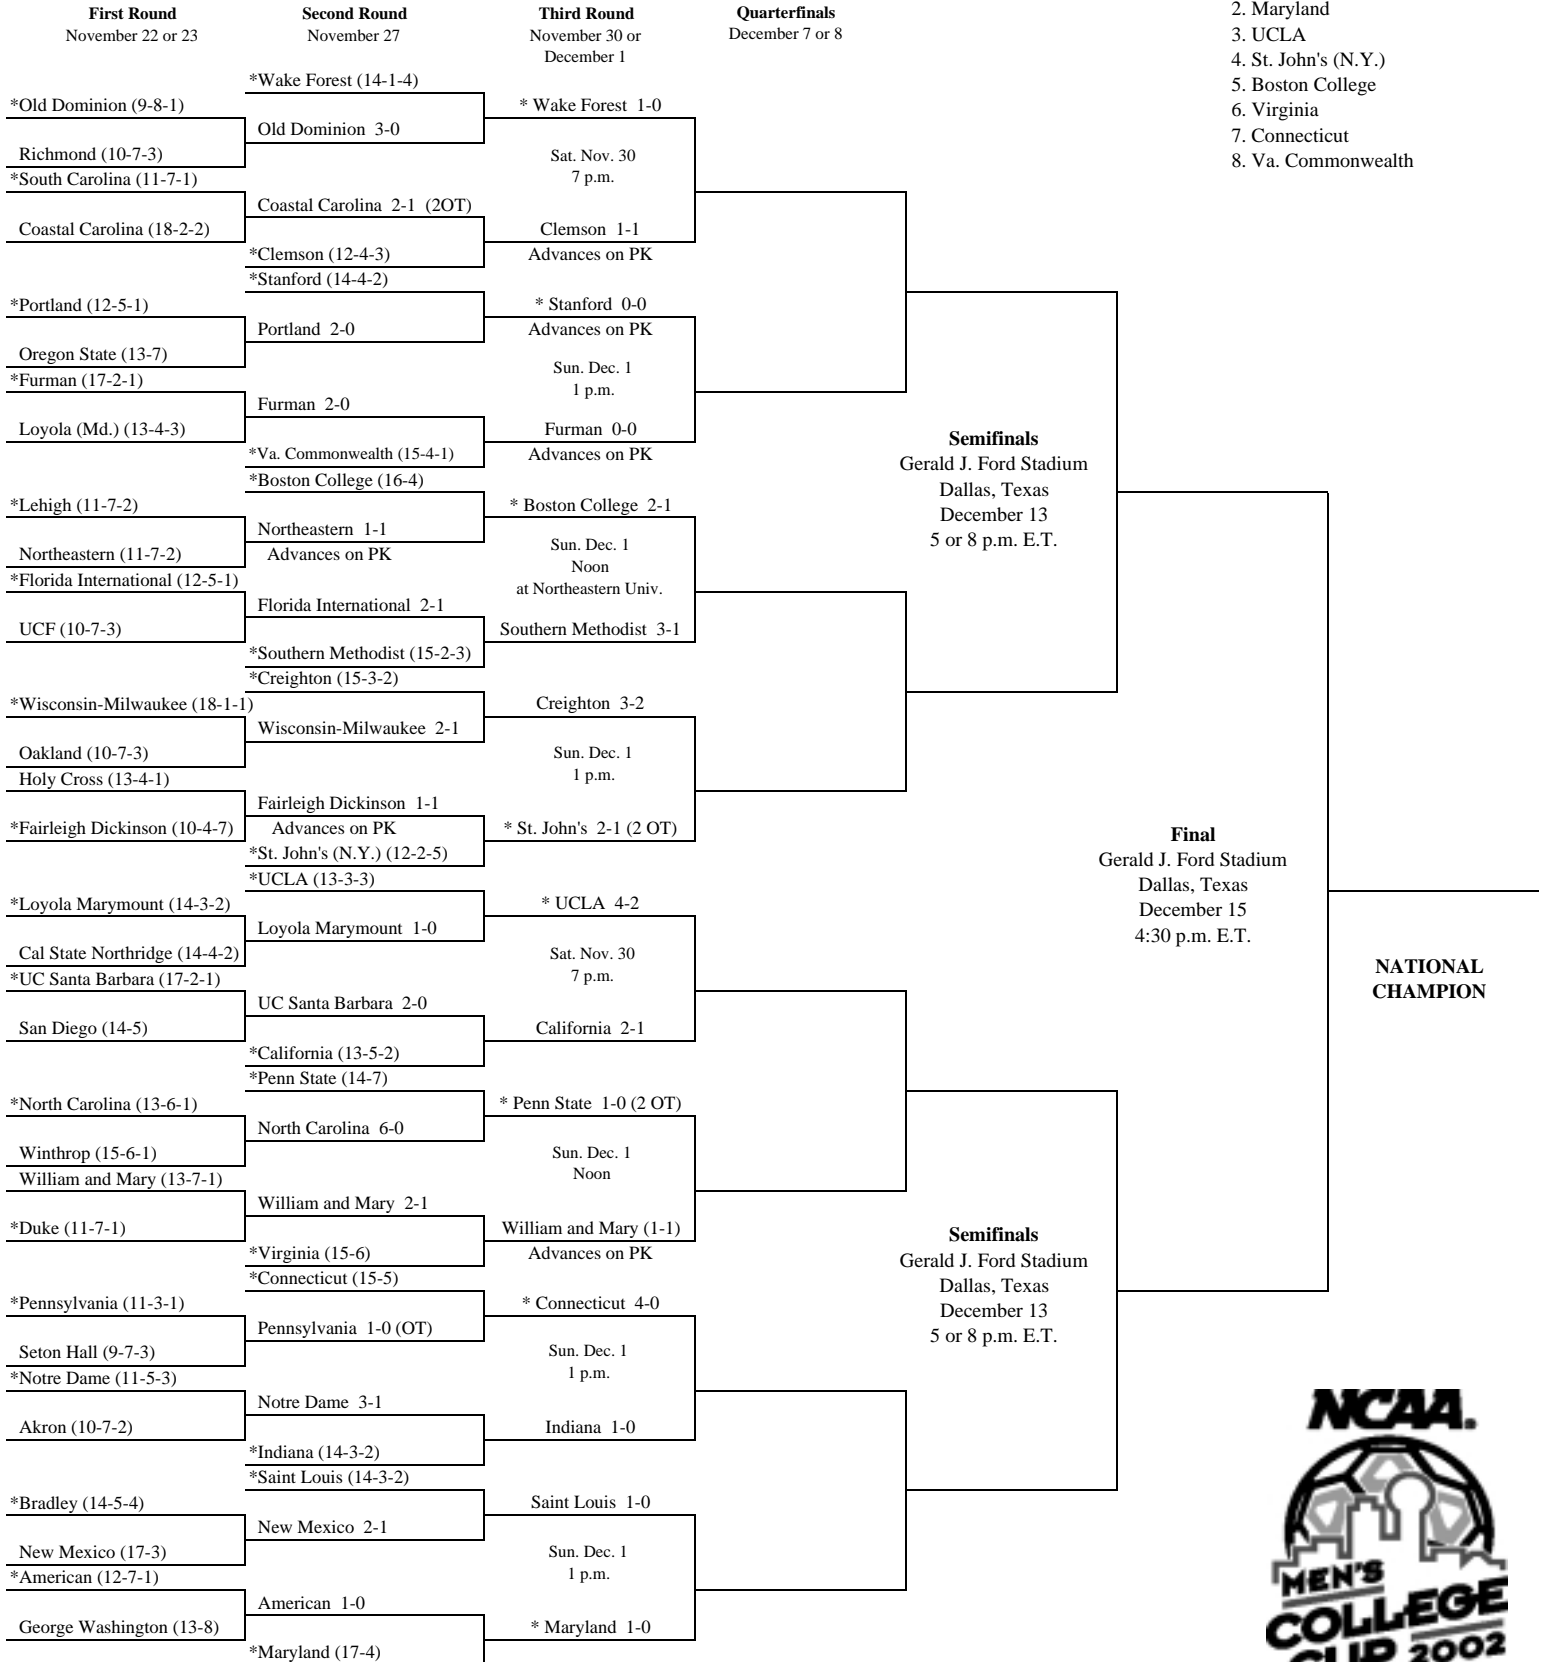 First Round
November 22 or 23
Second Round
November 27
Third Round
November 30 or
December 1
Quarterfinals
December 7 or 8
2. Maryland
3. UCLA
4. St. John's (N.Y.)
5. Boston College
6. Virginia
7. Connecticut
8. Va. Commonwealth
*Old Dominion (9-8-1)
Richmond (10-7-3)
*South Carolina (11-7-1)
Coastal Carolina (18-2-2)
*Portland (12-5-1)
Oregon State (13-7)
*Furman (17-2-1)
Loyola (Md.) (13-4-3)
*Lehigh (11-7-2)
Northeastern (11-7-2)
*Florida International (12-5-1)
UCF (10-7-3)
*Wisconsin-Milwaukee (18-1-1)
Oakland (10-7-3)
Holy Cross (13-4-1)
*Fairleigh Dickinson (10-4-7)
*Loyola Marymount (14-3-2)
Cal State Northridge (14-4-2)
*UC Santa Barbara (17-2-1)
San Diego (14-5)
*North Carolina (13-6-1)
Winthrop (15-6-1)
William and Mary (13-7-1)
*Duke (11-7-1)
*Pennsylvania (11-3-1)
Seton Hall (9-7-3)
*Notre Dame (11-5-3)
Akron (10-7-2)
*Bradley (14-5-4)
New Mexico (17-3)
*American (12-7-1)
George Washington (13-8)
*Wake Forest (14-1-4)
Old Dominion 3-0
Coastal Carolina 2-1 (2OT)
*Clemson (12-4-3)
*Stanford (14-4-2)
Portland 2-0
Furman 2-0
*Va. Commonwealth (15-4-1)
*Boston College (16-4)
Northeastern 1-1
Advances on PK
Florida International 2-1
*Southern Methodist (15-2-3)
*Creighton (15-3-2)
Wisconsin-Milwaukee 2-1
Fairleigh Dickinson 1-1
Advances on PK
*St. John's (N.Y.) (12-2-5)
*UCLA (13-3-3)
Loyola Marymount 1-0
UC Santa Barbara 2-0
*California (13-5-2)
*Penn State (14-7)
North Carolina 6-0
William and Mary 2-1
*Virginia (15-6)
*Connecticut (15-5)
Pennsylvania 1-0 (OT)
Notre Dame 3-1
*Indiana (14-3-2)
*Saint Louis (14-3-2)
New Mexico 2-1
American 1-0
*Maryland (17-4)
* Wake Forest 1-0
Sat. Nov. 30
7 p.m.
Clemson 1-1
Advances on PK
* Stanford 0-0
Advances on PK
Sun. Dec. 1
1 p.m.
Furman 0-0
Advances on PK
* Boston College 2-1
Sun. Dec. 1
Noon
at Northeastern Univ.
Southern Methodist 3-1
Creighton 3-2
Sun. Dec. 1
1 p.m.
* St. John's 2-1 (2 OT)
* UCLA 4-2
Sat. Nov. 30
7 p.m.
California 2-1
* Penn State 1-0 (2 OT)
Sun. Dec. 1
Noon
William and Mary (1-1)
Advances on PK
* Connecticut 4-0
Sun. Dec. 1
1 p.m.
Indiana 1-0
Saint Louis 1-0
Sun. Dec. 1
1 p.m.
* Maryland 1-0
Semifinals
Gerald J. Ford Stadium
Dallas, Texas
December 13
5 or 8 p.m. E.T.
Semifinals
Gerald J. Ford Stadium
Dallas, Texas
December 13
5 or 8 p.m. E.T.
Final
Gerald J. Ford Stadium
Dallas, Texas
December 15
4:30 p.m. E.T.
NATIONAL
CHAMPION
NCAA.
MEN'S
COLLEGE
CUP 2002